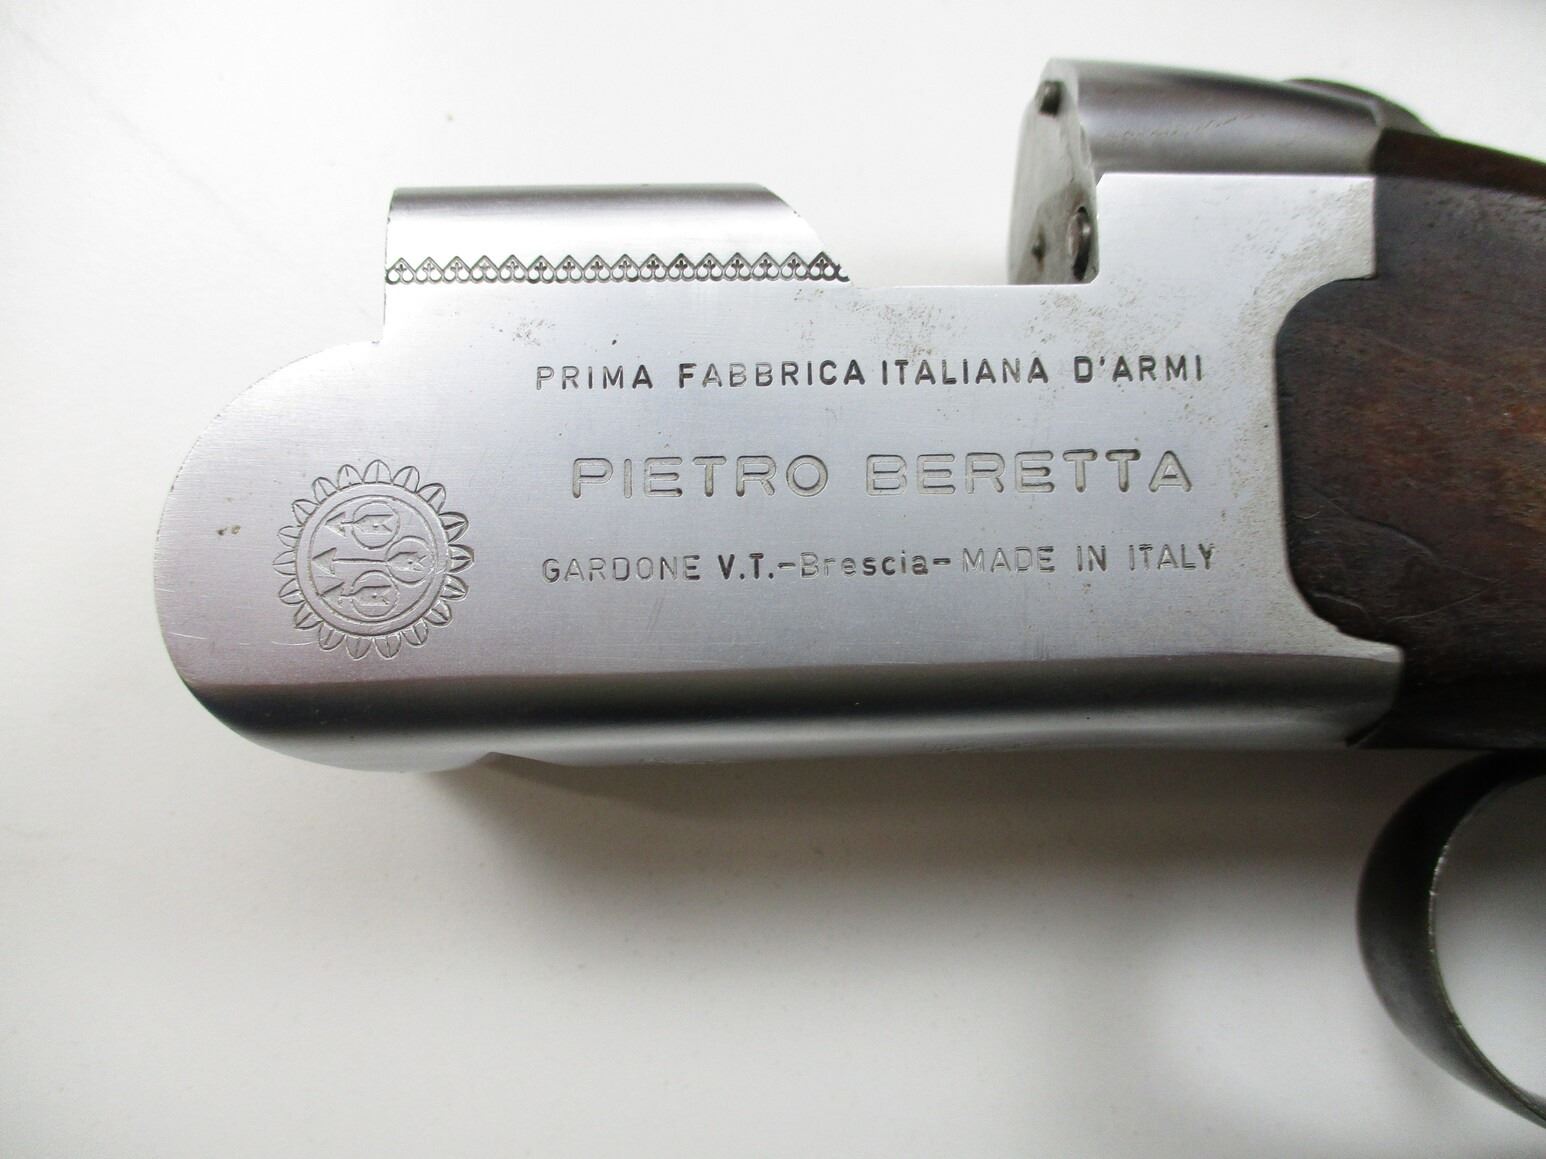 PRIMA FABBRICA ITALIANA D'ARMI
PIETRO BERETTA
GARDONE V.T.-Brescia-MADE IN ITALY